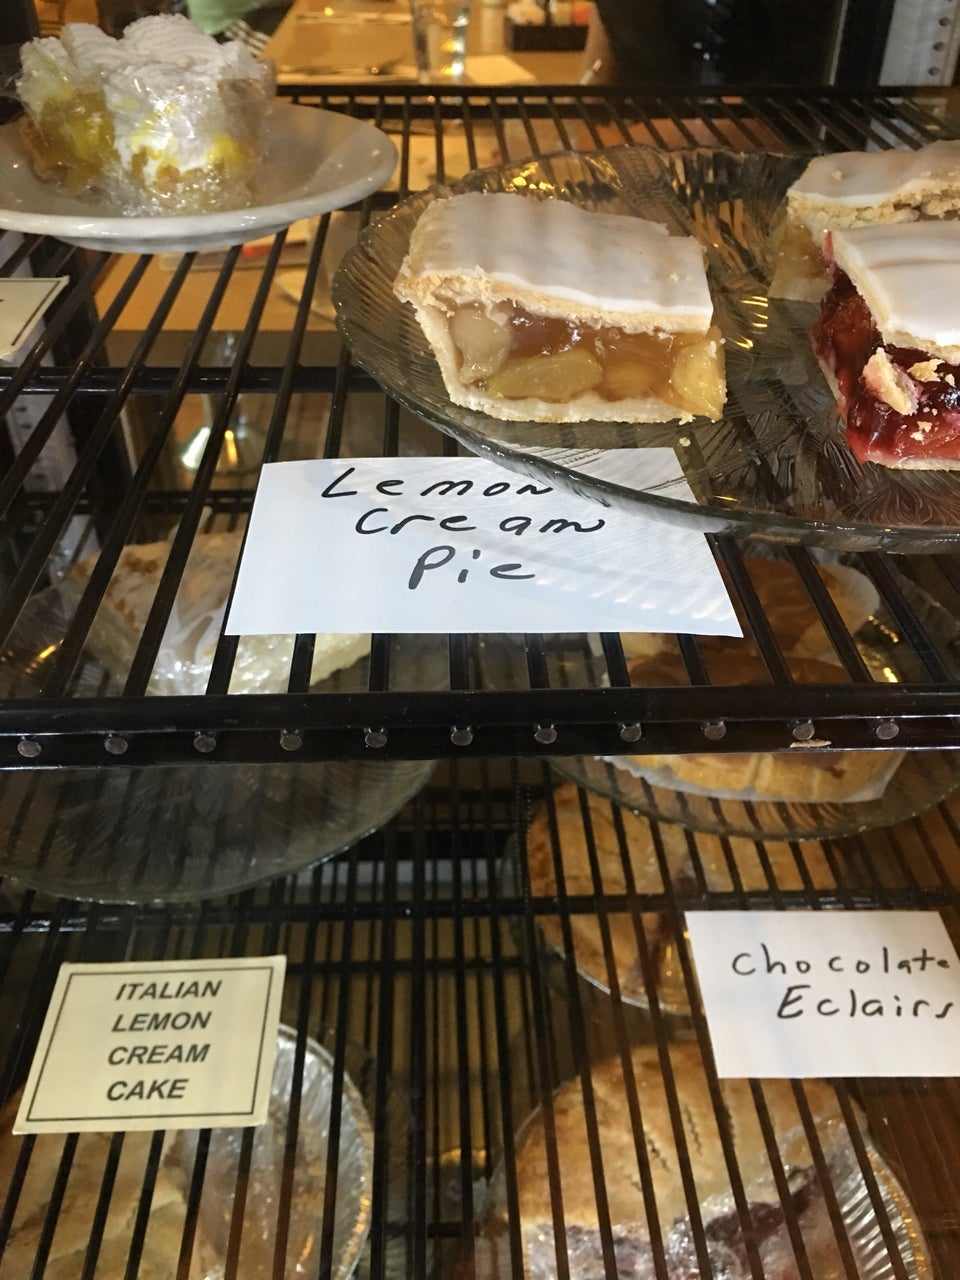 Lemon
Cream
Pie
Chocolate
Eclairs
ITALIAN
LEMON
CREAM
CAKE